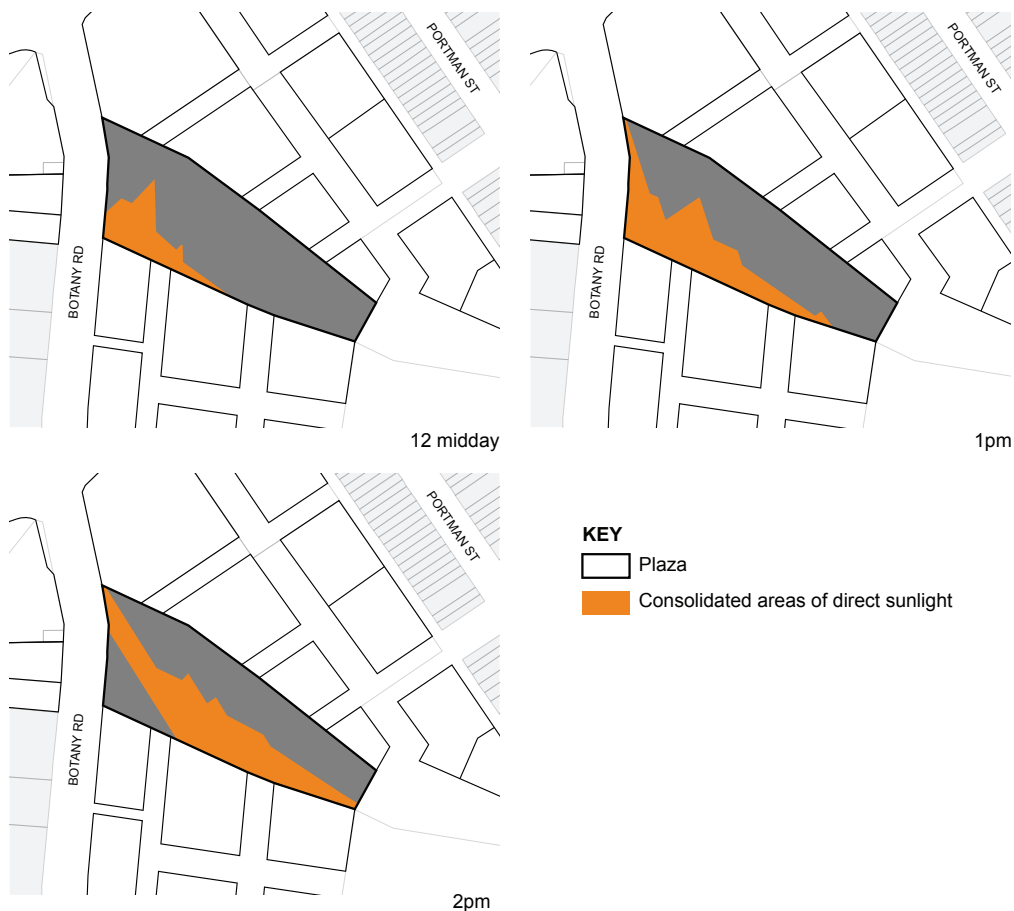 PORTMAN ST
BOTANY RD
12 midday
PORTMAN ST
BOTANY RD
1pm
PORTMAN ST
BOTANY RD
2pm
KEY
Plaza
Consolidated areas of direct sunlight